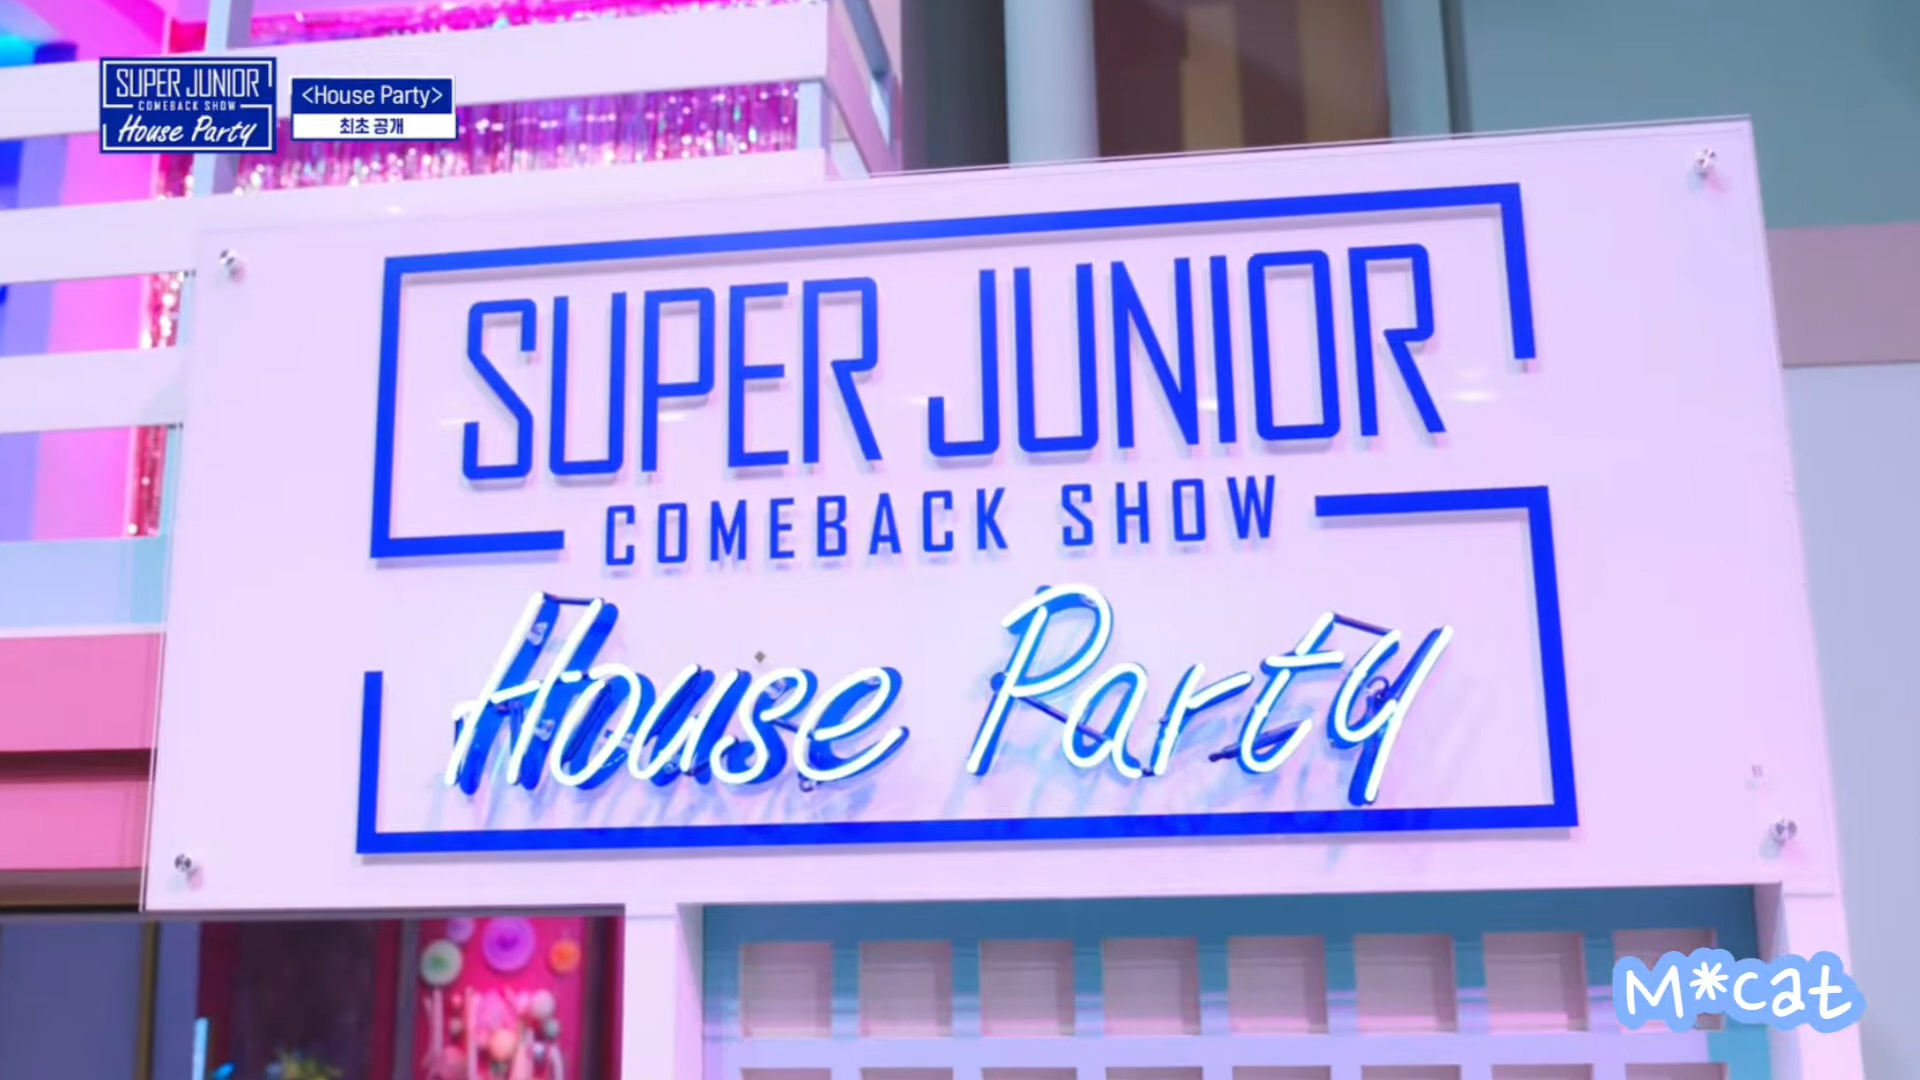 SUPER JUNIOR
COMEBACK SHOW
House Party
<House Party>
최초 공개
SUPER JUNIOR
COMEBACK SHOW
House Party
M*cat